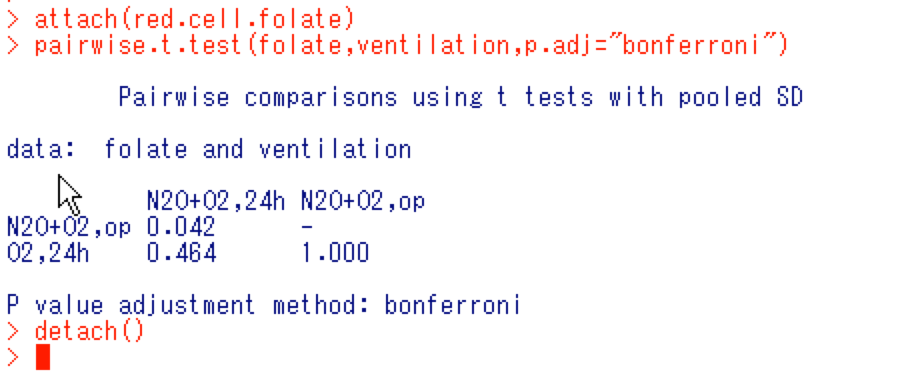 > attach(red.cell.folate)
> pairwise.t.test(folate,ventilation,p.adj="bonferroni")
Pairwise comparisons using t tests with pooled SD
data:  folate and ventilation
N2O+O2,24h N2O+O2,op
N2O+O2,op 0.042      -
O2,24h    0.464      1.000
P value adjustment method: bonferroni
> detach()
>